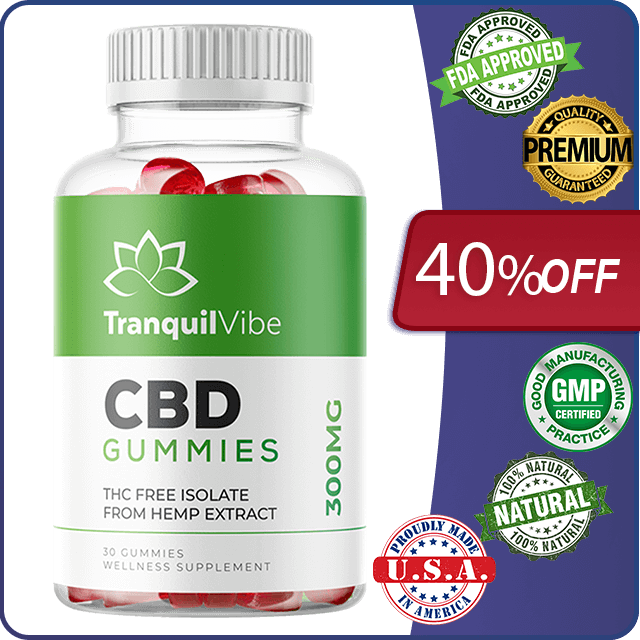 TranquilVibe
CBD
GUMMIES
300MG
THC FREE ISOLATE
FROM HEMP EXTRACT
30 GUMMIES
WELLNESS SUPPLEMENT
FDA APPROVED
FDA APPROVED
FDA APPROVED
QUALITY
PREMIUM
GUARANTEED
40%OFF
GOOD MANUFACTURING
GMP
CERTIFIED
PRACTICE
100% NATURAL
NATURAL
100% NATURAL
PROUDLY MADE
U.S.A.
IN AMERICA